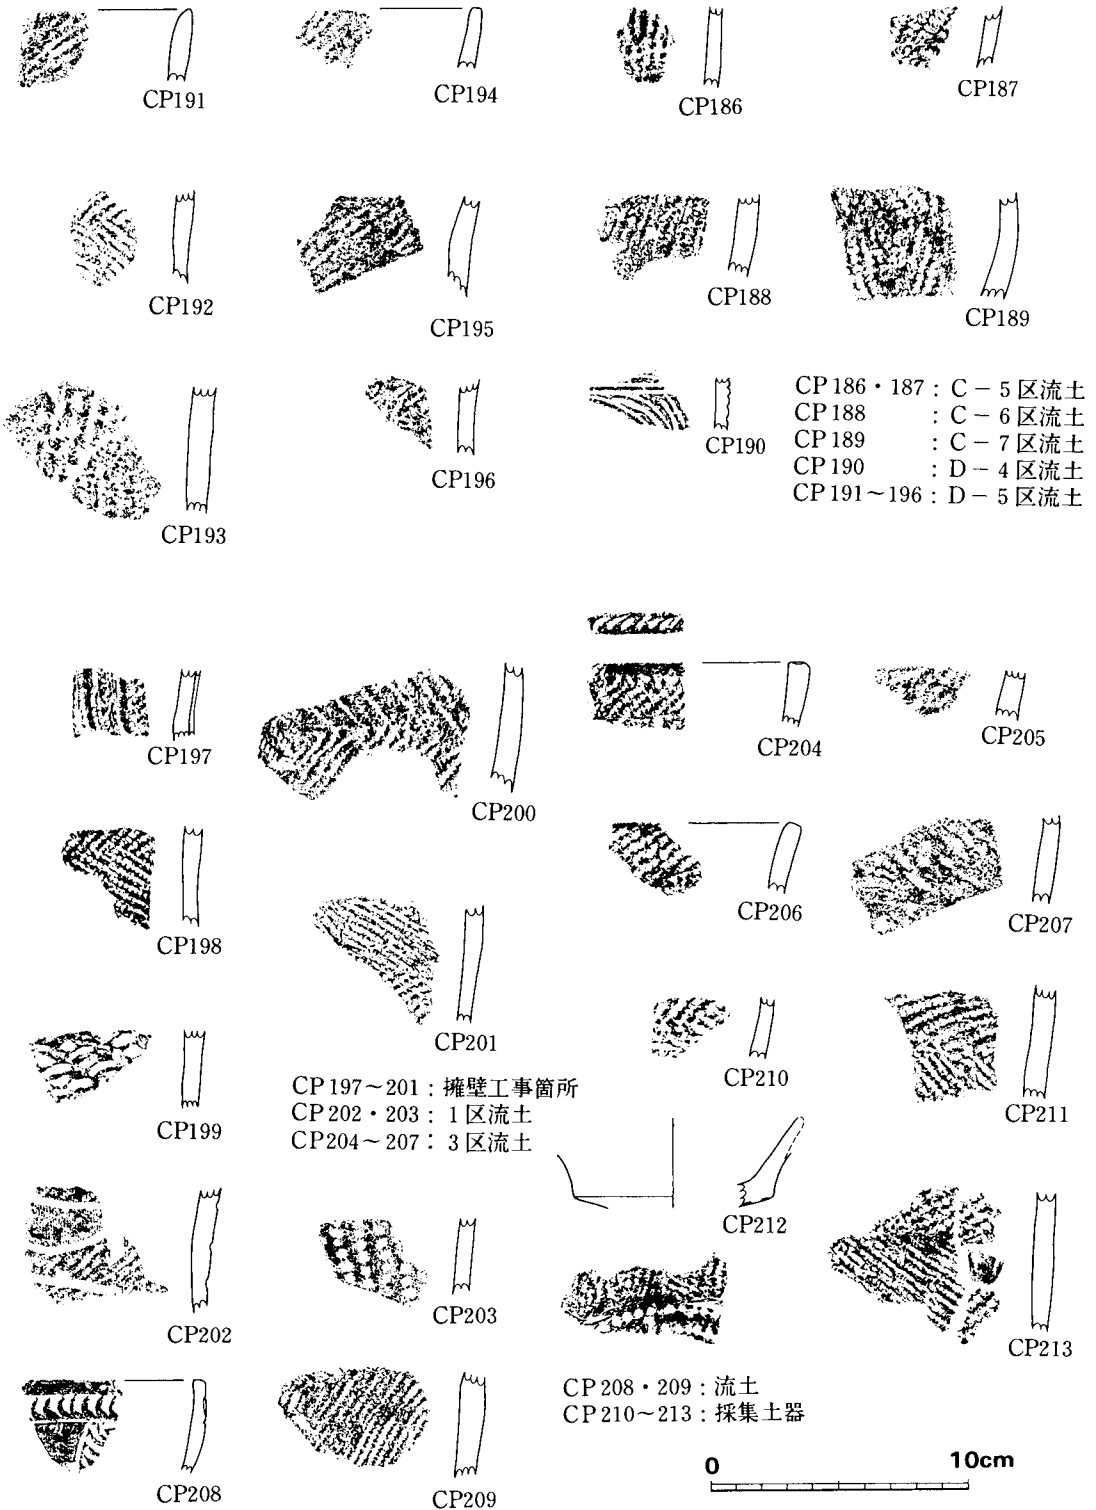 CP191
CP194
CP186
CP187
CP192
CP195
CP188
CP189
CP193
CP196
CP190
CP186・187：C－5区流土
CP188：C－6区流土
CP189：C－7区流土
CP190：D－4区流土
CP191～196：D－5区流土
CP197
CP200
CP204
CP205
CP198
CP201
CP206
CP207
CP199
CP210
CP211
CP197～201：擁壁工事箇所
CP202・203：1区流土
CP204～207：3区流土
CP212
CP202
CP203
CP213
CP208
CP209
CP208・209：流土
CP210～213：採集土器
0 10cm